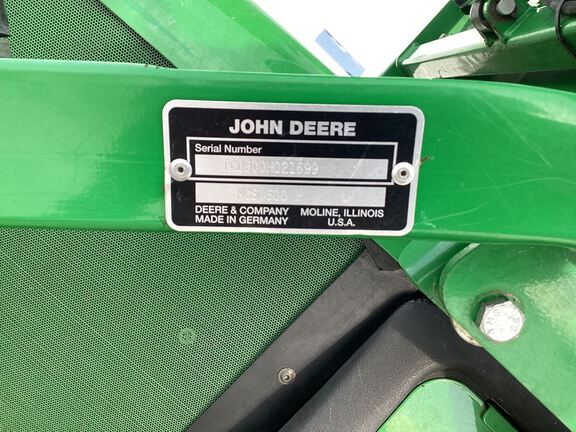 JOHN DEERE
Serial Number
DEERE & COMPANY MOLINE, ILLINOIS
MADE IN GERMANY U.S.A.